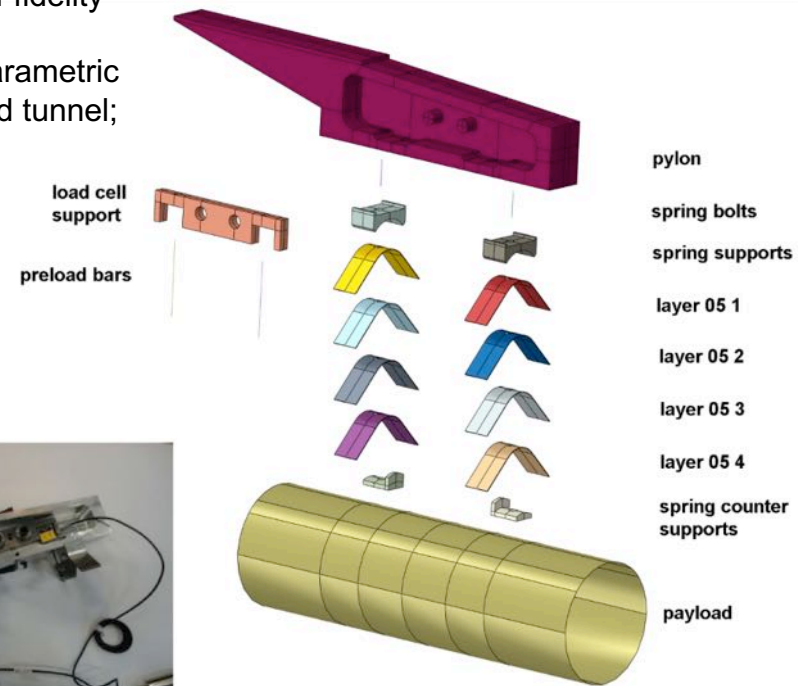 fidelity
arametric
d tunnel;
pylon
load cell
support
spring bolts
spring supports
preload bars
layer 05 1
layer 05 2
layer 05 3
layer 05 4
spring counter
supports
payload